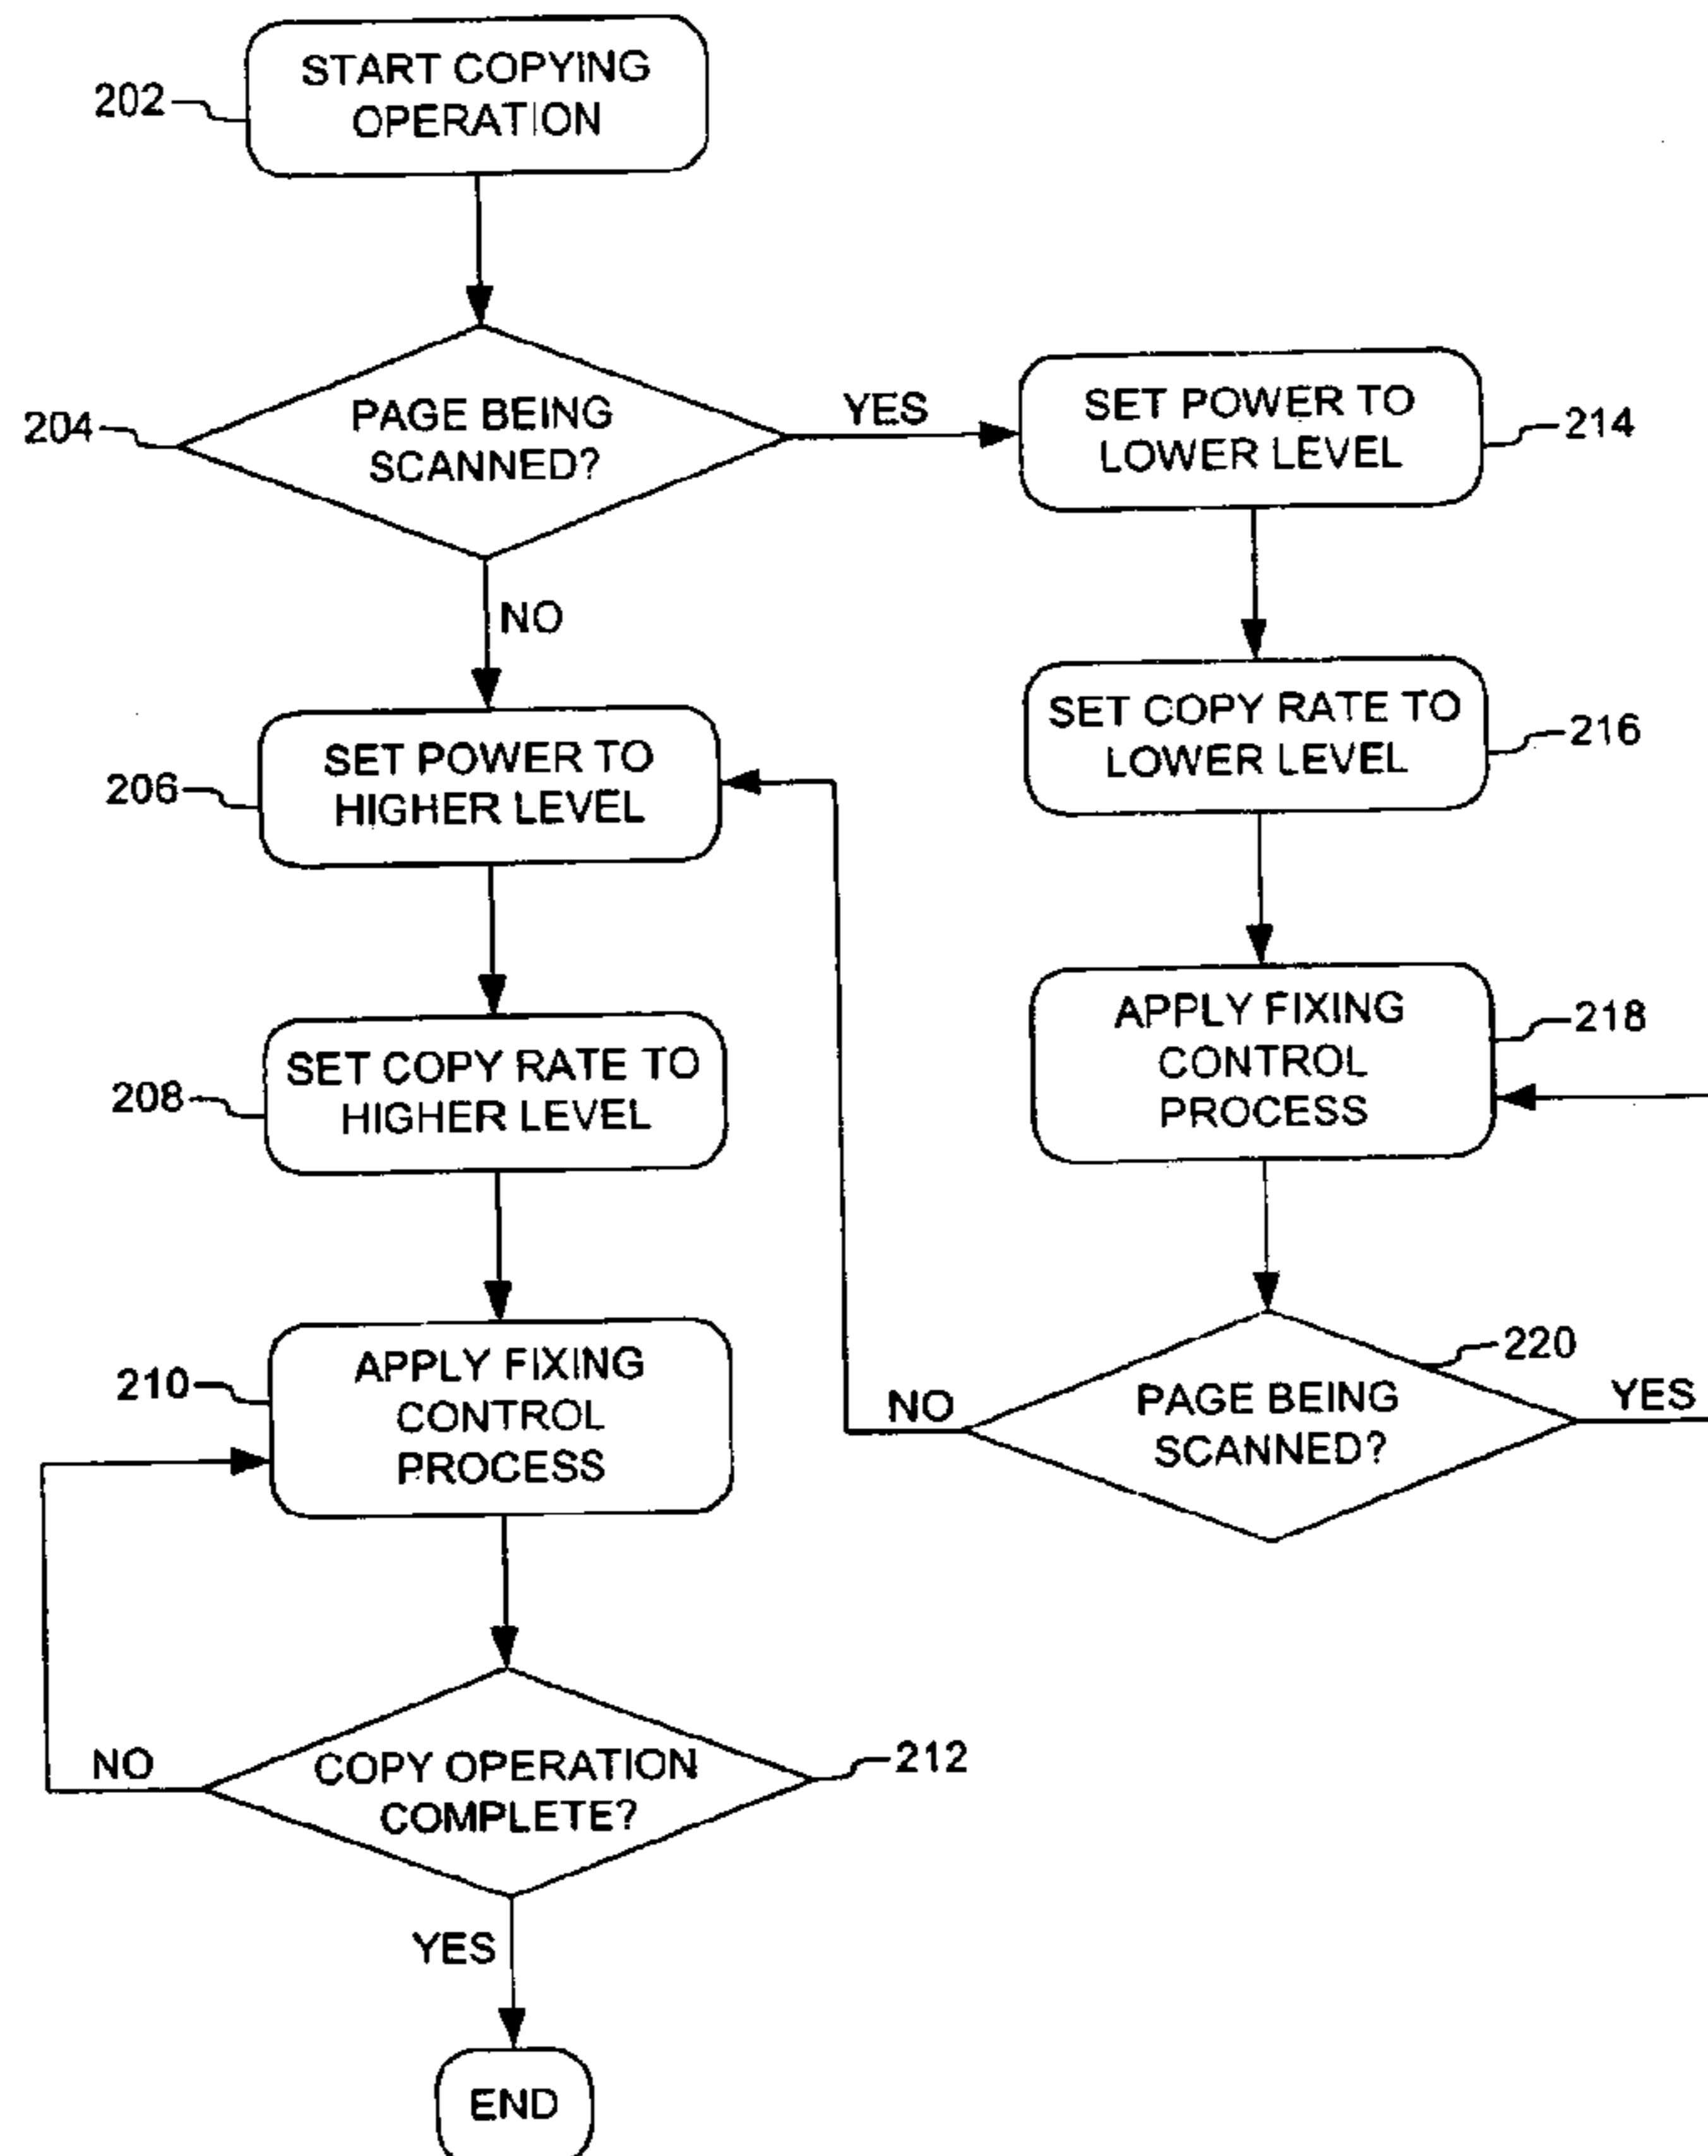 START COPYING
OPERATION
202
PAGE BEING
SCANNED?
204
YES
NO
SET POWER TO
LOWER LEVEL
214
SET COPY RATE TO
LOWER LEVEL
216
SET POWER TO
HIGHER LEVEL
206
SET COPY RATE TO
HIGHER LEVEL
208
APPLY FIXING
CONTROL
PROCESS
218
PAGE BEING
SCANNED?
220
NO
YES
APPLY FIXING
CONTROL
PROCESS
210
COPY OPERATION
COMPLETE?
212
NO
YES
END